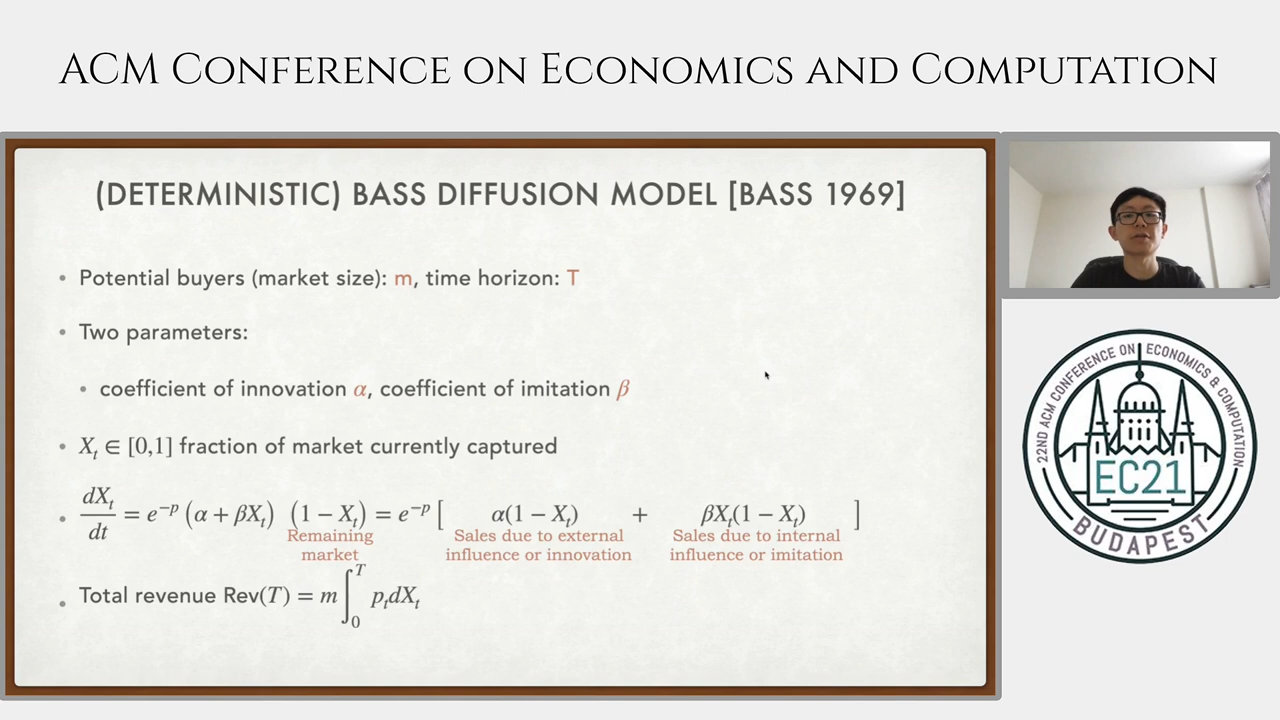 ACM Conference on Economics and Computation
(DETERMINISTIC) BASS DIFFUSION MODEL [BASS 1969]
• Potential buyers (market size): m, time horizon: T
• Two parameters:
• coefficient of innovation α, coefficient of imitation β
• X_t ∈ [0,1] fraction of market currently captured
• dX_t/dt = e^{-p} (α + βX_t) (1 − X_t) = e^{-p} [ α(1 − X_t) + βX_t(1 − X_t) ]
Remaining market
Sales due to external influence or innovation
Sales due to internal influence or imitation
• Total revenue Rev(T) = m ∫_0^T p_t dX_t
22ND ACM CONFERENCE ON ECONOMICS & COMPUTATION
EC21
BUDAPEST